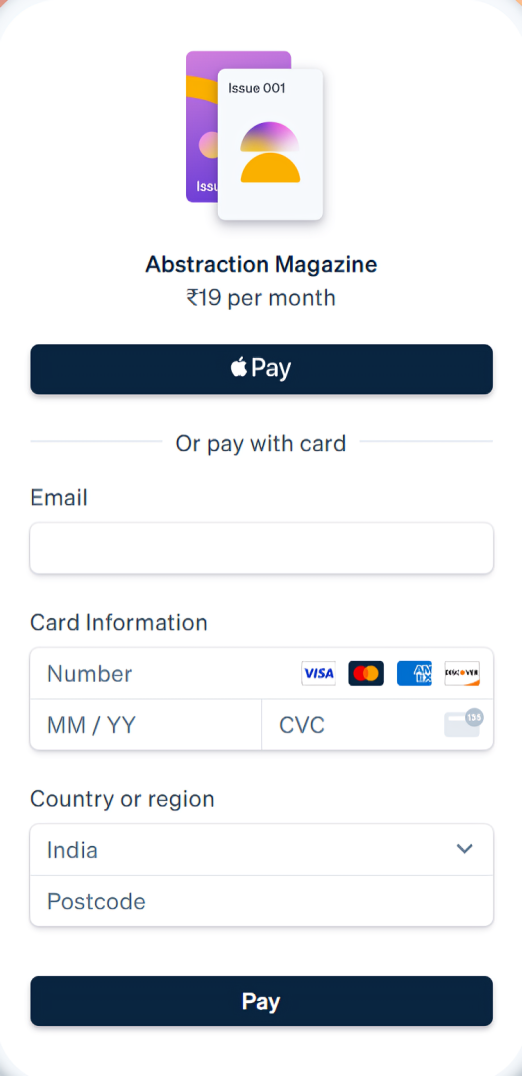 Issue 001
Issu
Abstraction Magazine
₹19 per month
Pay
Or pay with card
Email
Card Information
Number VISA AMEX DISCOVER
MM / YY CVC 135
Country or region
India
Postcode
Pay